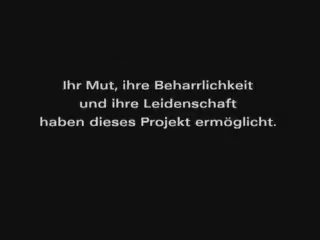 Ihr Mut, ihre Beharrlichkeit
und ihre Leidenschaft
haben dieses Projekt ermöglicht.